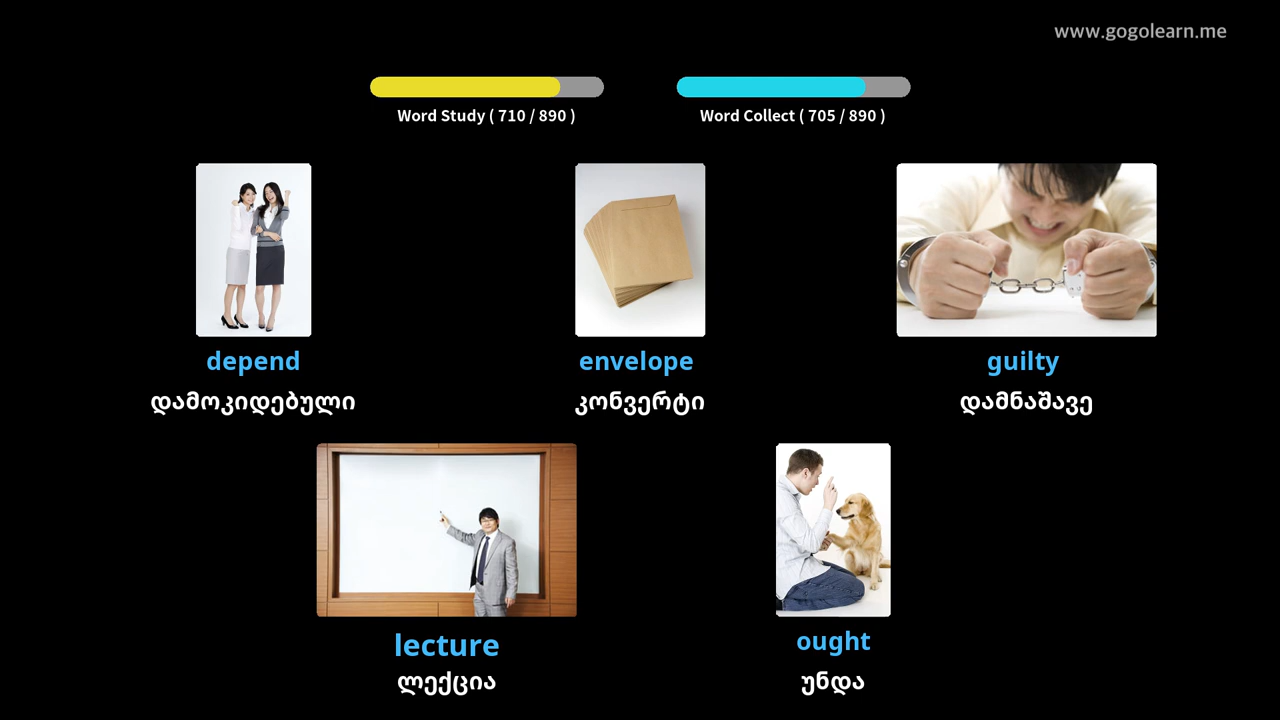 www.gogolearn.me
Word Study ( 710 / 890 )
Word Collect ( 705 / 890 )
depend
დამოკიდებული
envelope
კონვერტი
guilty
დამნაშავე
lecture
ლექცია
ought
უნდა